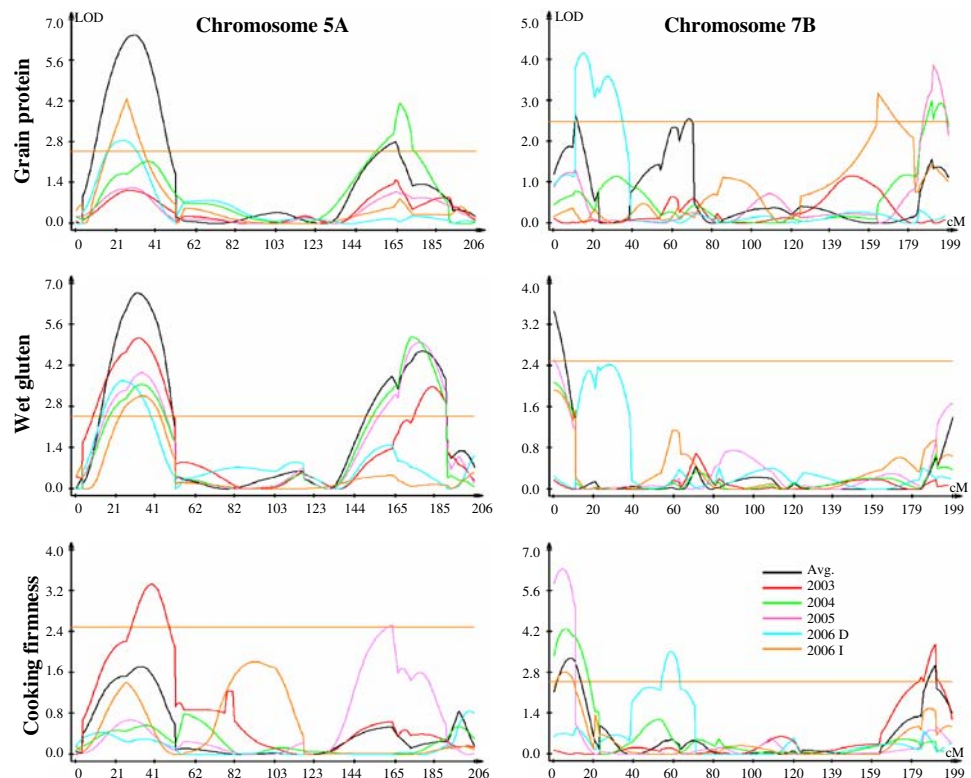 Chromosome 5A
Chromosome 7B
Grain protein
7.0 LOD
5.6
4.2
2.8
1.4
0.0
0 21 41 62 82 103 123 144 165 185 206
5.0 LOD
4.0
3.0
2.0
1.0
0.0
cM
0 20 40 60 80 100 120 139 159 179 199
cM
Wet gluten
7.0
5.6
4.2
2.8
1.4
0.0
0 21 41 62 82 103 123 144 165 185 206
4.0
3.2
2.4
1.6
0.8
0.0
cM
0 20 40 60 80 100 120 139 159 179 199
Cooking firmness
4.0
3.2
2.4
1.6
0.8
0.0
0 21 41 62 82 103 123 144 165 185 206
7.0
5.6
4.2
2.8
1.4
0.0
Avg.
2003
2004
2005
2006 D
2006 I
cM
0 20 40 60 80 100 120 139 159 179 199